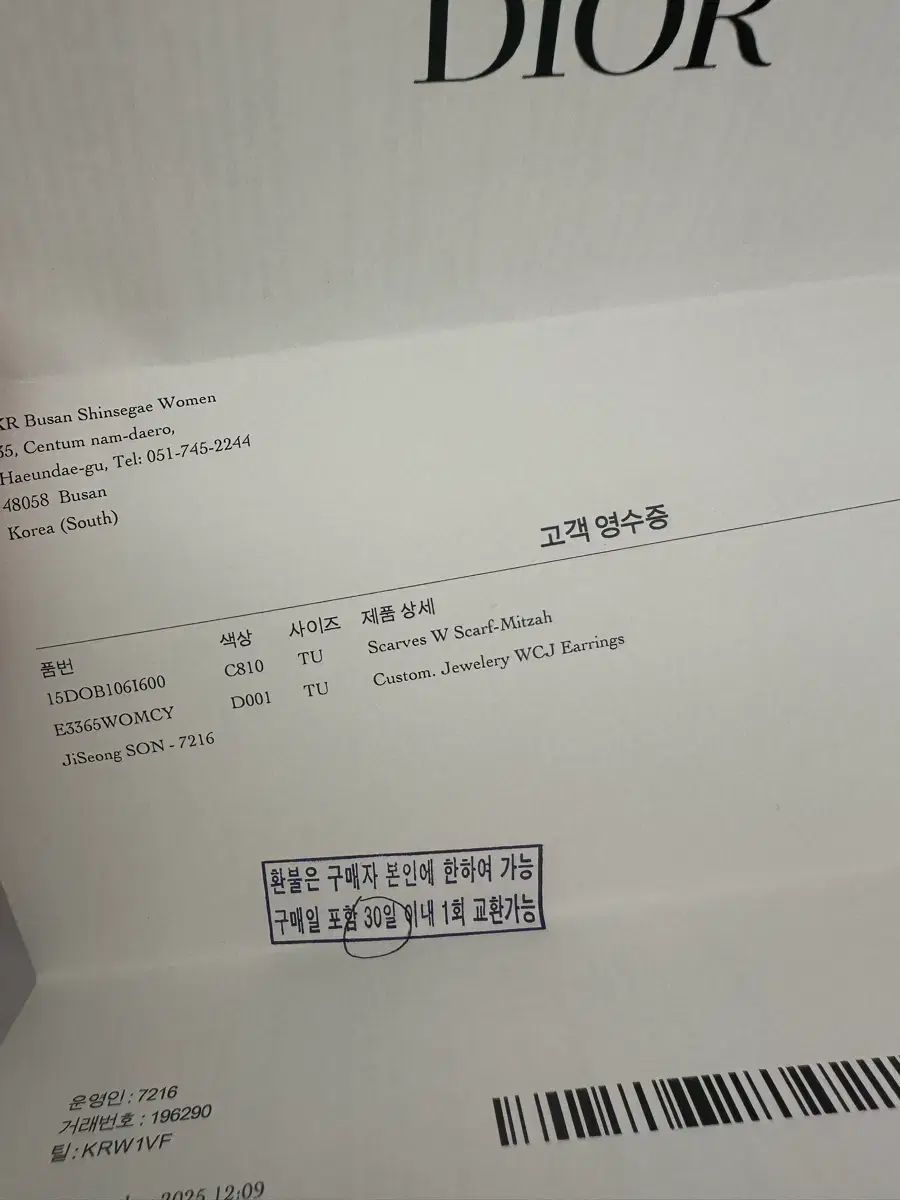 DIOR
KR Busan Shinsegae Women
35, Centum nam-daero,
Haeundae-gu, Tel: 051-745-2244
48058 Busan
Korea (South)
고객 영수증
품번 색상 사이즈 제품 상세
15DOB106I600 C810 TU Scarves W Scarf-Mitzah
E3365WOMCY D001 TU Custom. Jewelery WCJ Earrings
JiSeong SON - 7216
환불은 구매자 본인에 한하여 가능
구매일 포함 30일 이내 1회 교환가능
운영인 : 7216
거래번호 : 196290
틸 : KRW1VF
2025 12:09